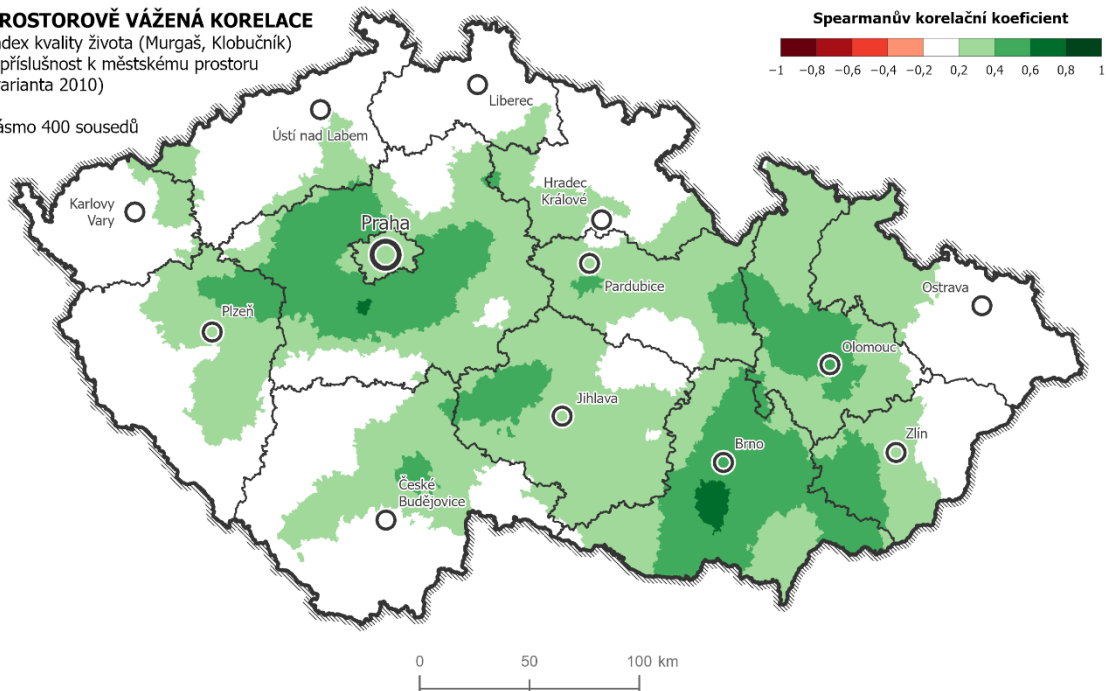 ROSTOROVĚ VÁŽENÁ KORELACE
ndex kvality života (Murgaš, Klobučník)
příslušnost k městskému prostoru
arianta 2010)
ásmo 400 sousedů
Spearmanův korelační koeficient
−1 −0,8 −0,6 −0,4 −0,2 0,2 0,4 0,6 0,8 1
Liberec
Ústí nad Labem
Karlovy
Vary
Praha
Hradec
Králové
Pardubice
Plzeň
Ostrava
Olomouc
Jihlava
Zlín
Brno
České
Budějovice
0 50 100 km